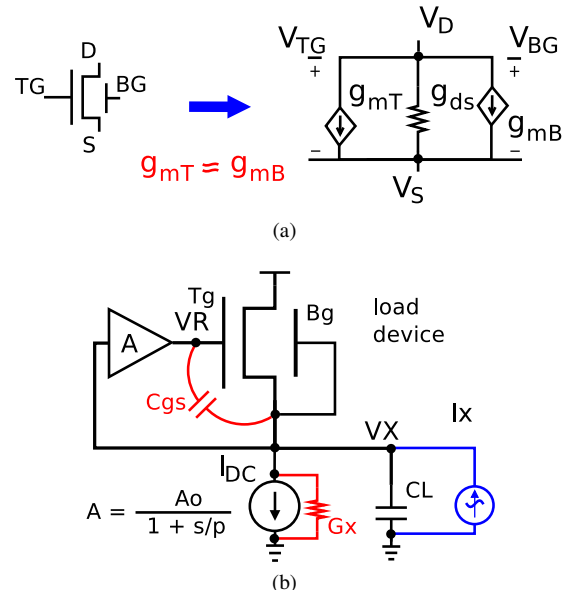 V_D
V_TG
V_BG
D
TG
BG
S
+
+
g_mT
g_ds
g_mB
g_mT ≈ g_mB
−
−
V_S
(a)
Tg
Bg
load
device
VR
A
Cgs
VX
Ix
I_DC
CL
Gx
A = Ao / 1 + s/p
(b)